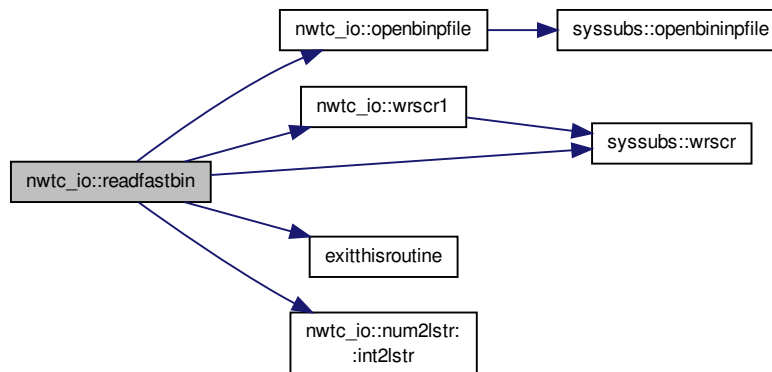 nwtc_io::openbinpfile
syssubs::openbininpfile
nwtc_io::wrscr1
syssubs::wrscr
nwtc_io::readfastbin
exitthisroutine
nwtc_io::num2lstr:
:int2lstr